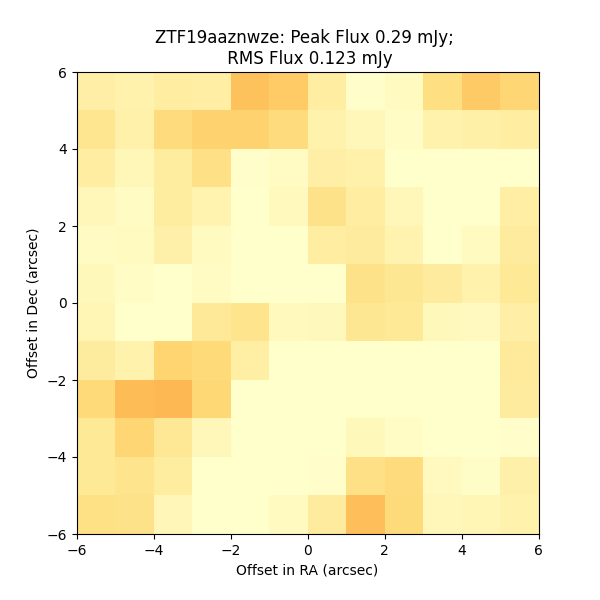 ZTF19aaznwze: Peak Flux 0.29 mJy;
RMS Flux 0.123 mJy
6
4
2
0
−2
−4
−6
Offset in Dec (arcsec)
−6 −4 −2 0 2 4 6
Offset in RA (arcsec)